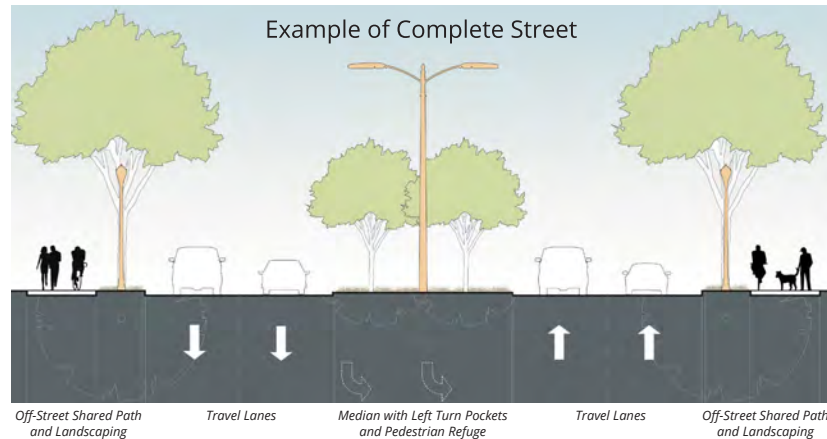 Example of Complete Street
Off-Street Shared Path
and Landscaping
Travel Lanes
Median with Left Turn Pockets
and Pedestrian Refuge
Travel Lanes
Off-Street Shared Path
and Landscaping